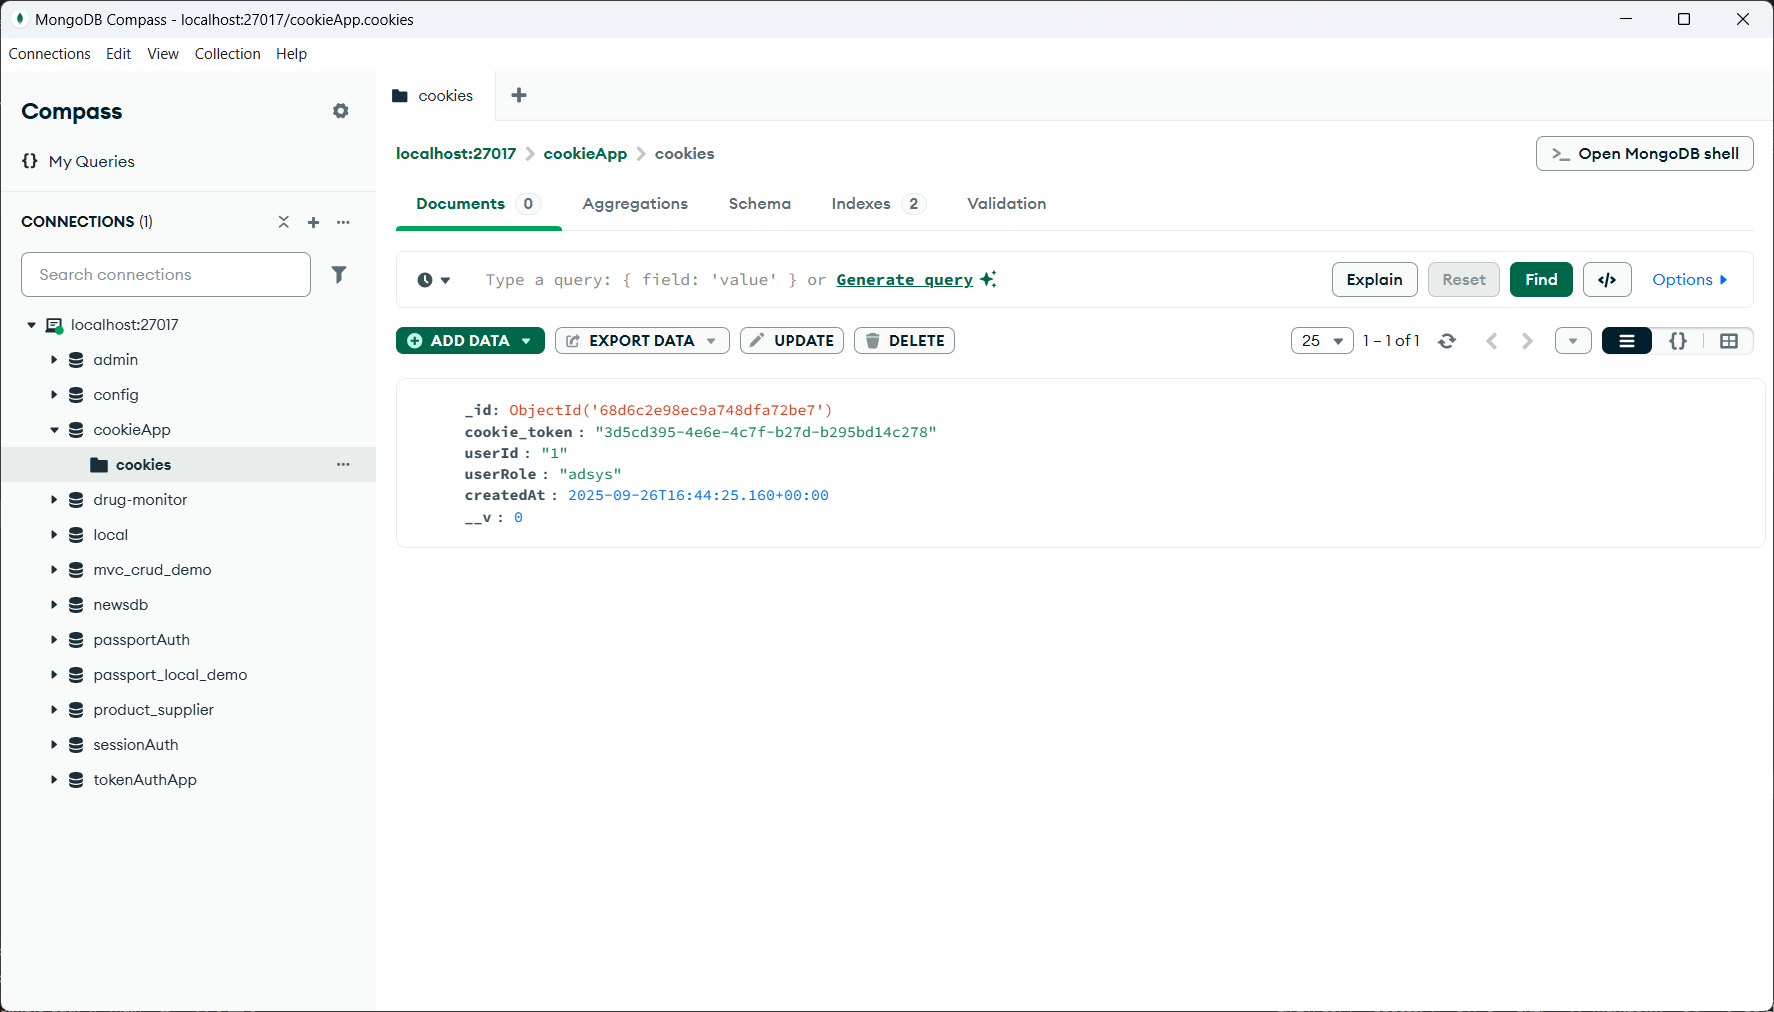 MongoDB Compass - localhost:27017/cookieApp.cookies
Connections Edit View Collection Help
Compass
{} My Queries
CONNECTIONS (1)
Search connections
localhost:27017
admin
config
cookieApp
cookies
drug-monitor
local
mvc_crud_demo
newsdb
passportAuth
passport_local_demo
product_supplier
sessionAuth
tokenAuthApp
cookies
localhost:27017 > cookieApp > cookies
>_ Open MongoDB shell
Documents 0 Aggregations Schema Indexes 2 Validation
Type a query: { field: 'value' } or Generate query
Explain Reset Find </> Options
ADD DATA EXPORT DATA UPDATE DELETE
25 1 – 1 of 1 {}
_id: ObjectId('68d6c2e98ec9a748dfa72be7')
cookie_token : "3d5cd395-4e6e-4c7f-b27d-b295bd14c278"
userId : "1"
userRole : "adsys"
createdAt : 2025-09-26T16:44:25.160+00:00
__v : 0